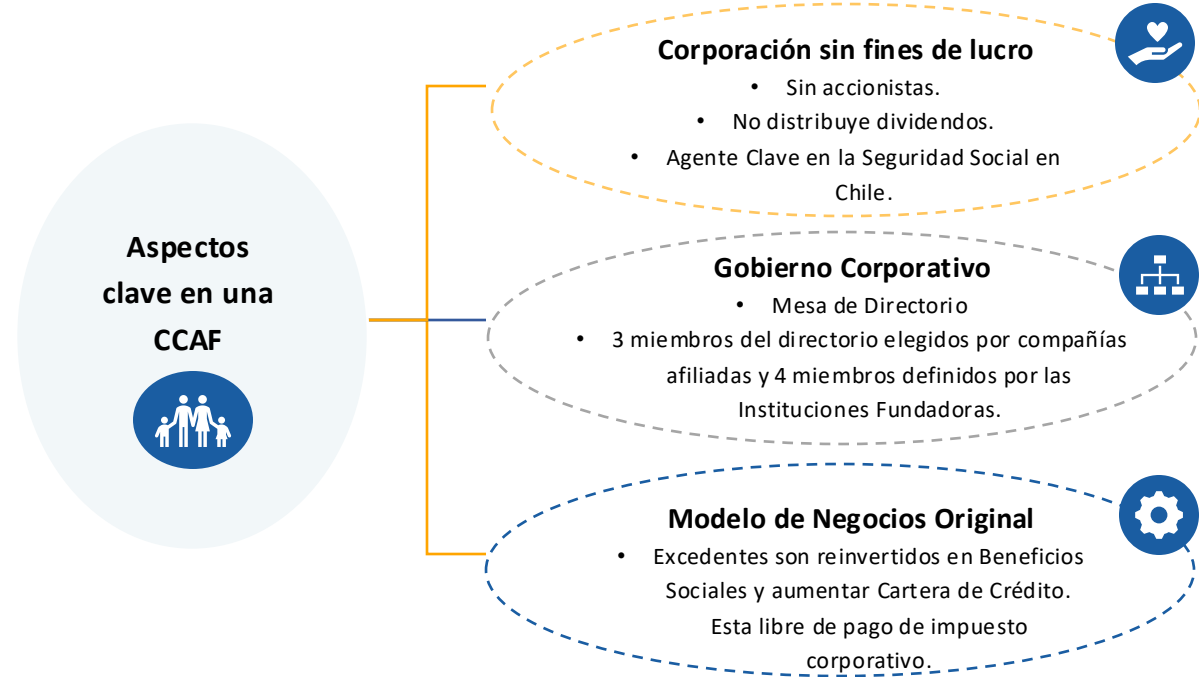 Aspectos
clave en una
CCAF
Corporación sin fines de lucro
• Sin accionistas.
• No distribuye dividendos.
• Agente Clave en la Seguridad Social en
Chile.
Gobierno Corporativo
• Mesa de Directorio
• 3 miembros del directorio elegidos por compañías
afiliadas y 4 miembros definidos por las
Instituciones Fundadoras.
Modelo de Negocios Original
• Excedentes son reinvertidos en Beneficios
Sociales y aumentar Cartera de Crédito.
Esta libre de pago de impuesto
corporativo.